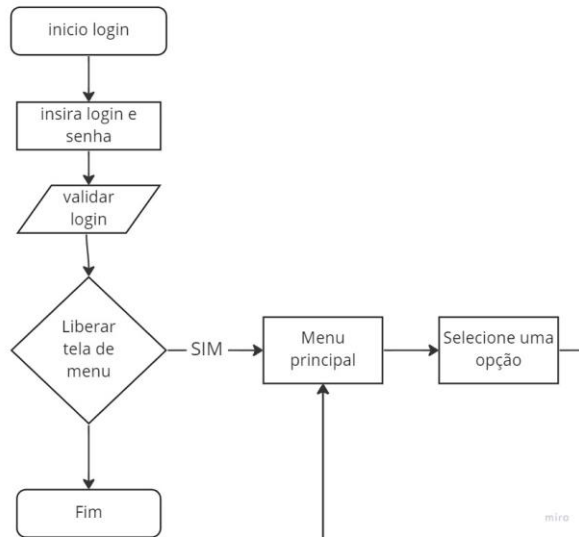 inicio login
insira login e
senha
validar
login
Liberar
tela de
menu
SIM
Menu
principal
Selecione uma
opção
Fim
miro